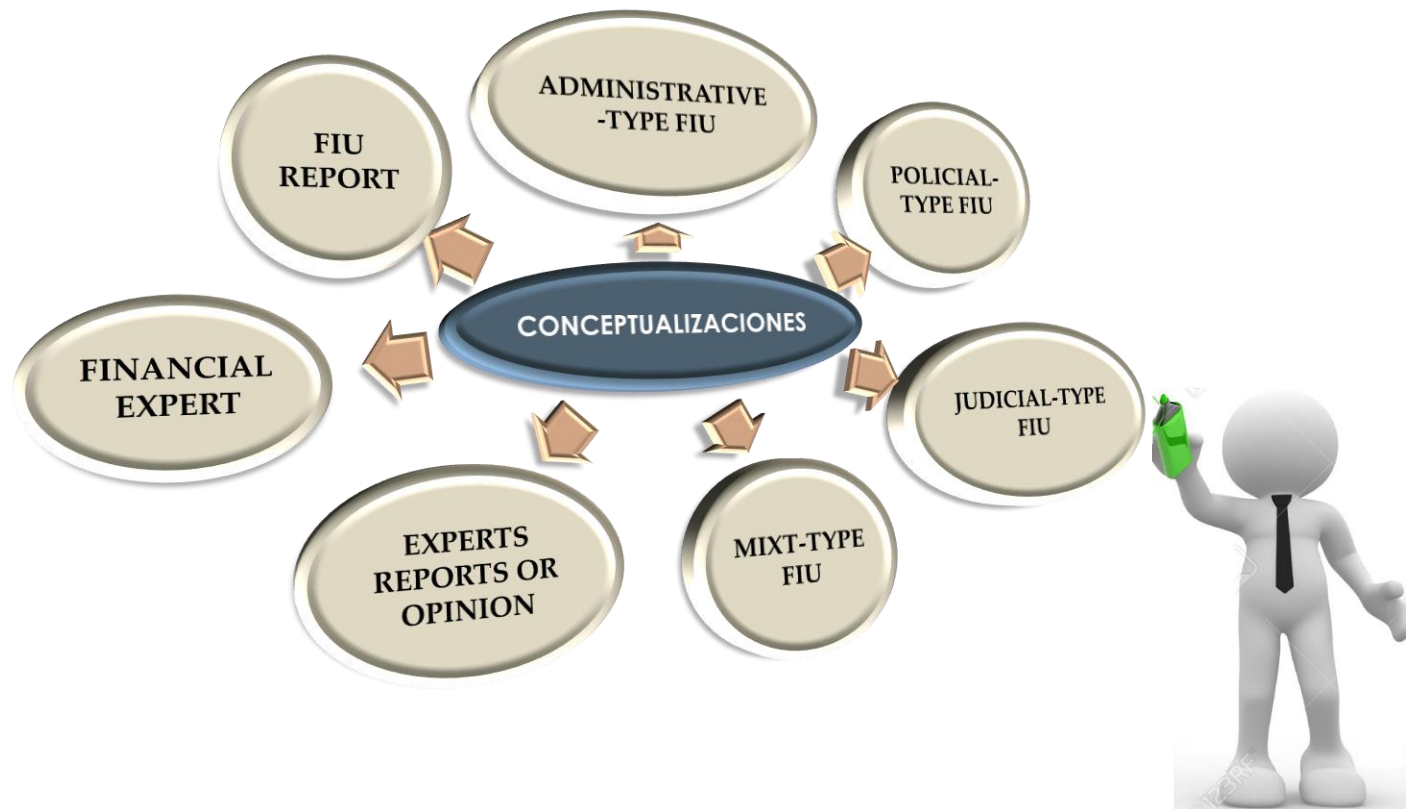 ADMINISTRATIVE
-TYPE FIU
FIU
REPORT
POLICIAL-
TYPE FIU
CONCEPTUALIZACIONES
FINANCIAL
EXPERT
JUDICIAL-TYPE
FIU
EXPERTS
REPORTS OR
OPINION
MIXT-TYPE
FIU
123RF